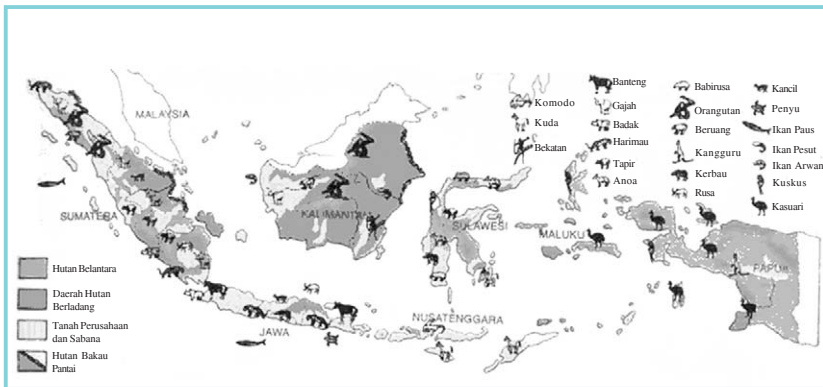 MALAYSIA
SUMATERA
KALIMANTAN
SULAWESI
MALUKU
PAPUA
JAWA
NUSATENGGARA
Komodo
Kuda
Bekatan
Banteng
Gajah
Badak
Harimau
Tapir
Anoa
Babirusa
Orangutan
Beruang
Kangguru
Kerbau
Rusa
Kancil
Penyu
Ikan Paus
Ikan Pesut
Ikan Arwan
Kuskus
Kasuari
Hutan Belantara
Daerah Hutan
Berladang
Tanah Perusahaan
dan Sabana
Hutan Bakau
Pantai